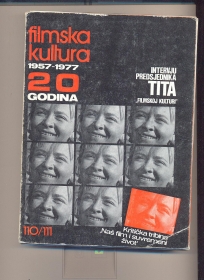 filmska
kultura
1957-1977
20
GODINA
INTERVJU
PREDSJEDNIKA
TITA
„FILMSKOJ KULTURI”
110/111
Kritička tribina
„Naš film i suvremeni
život”